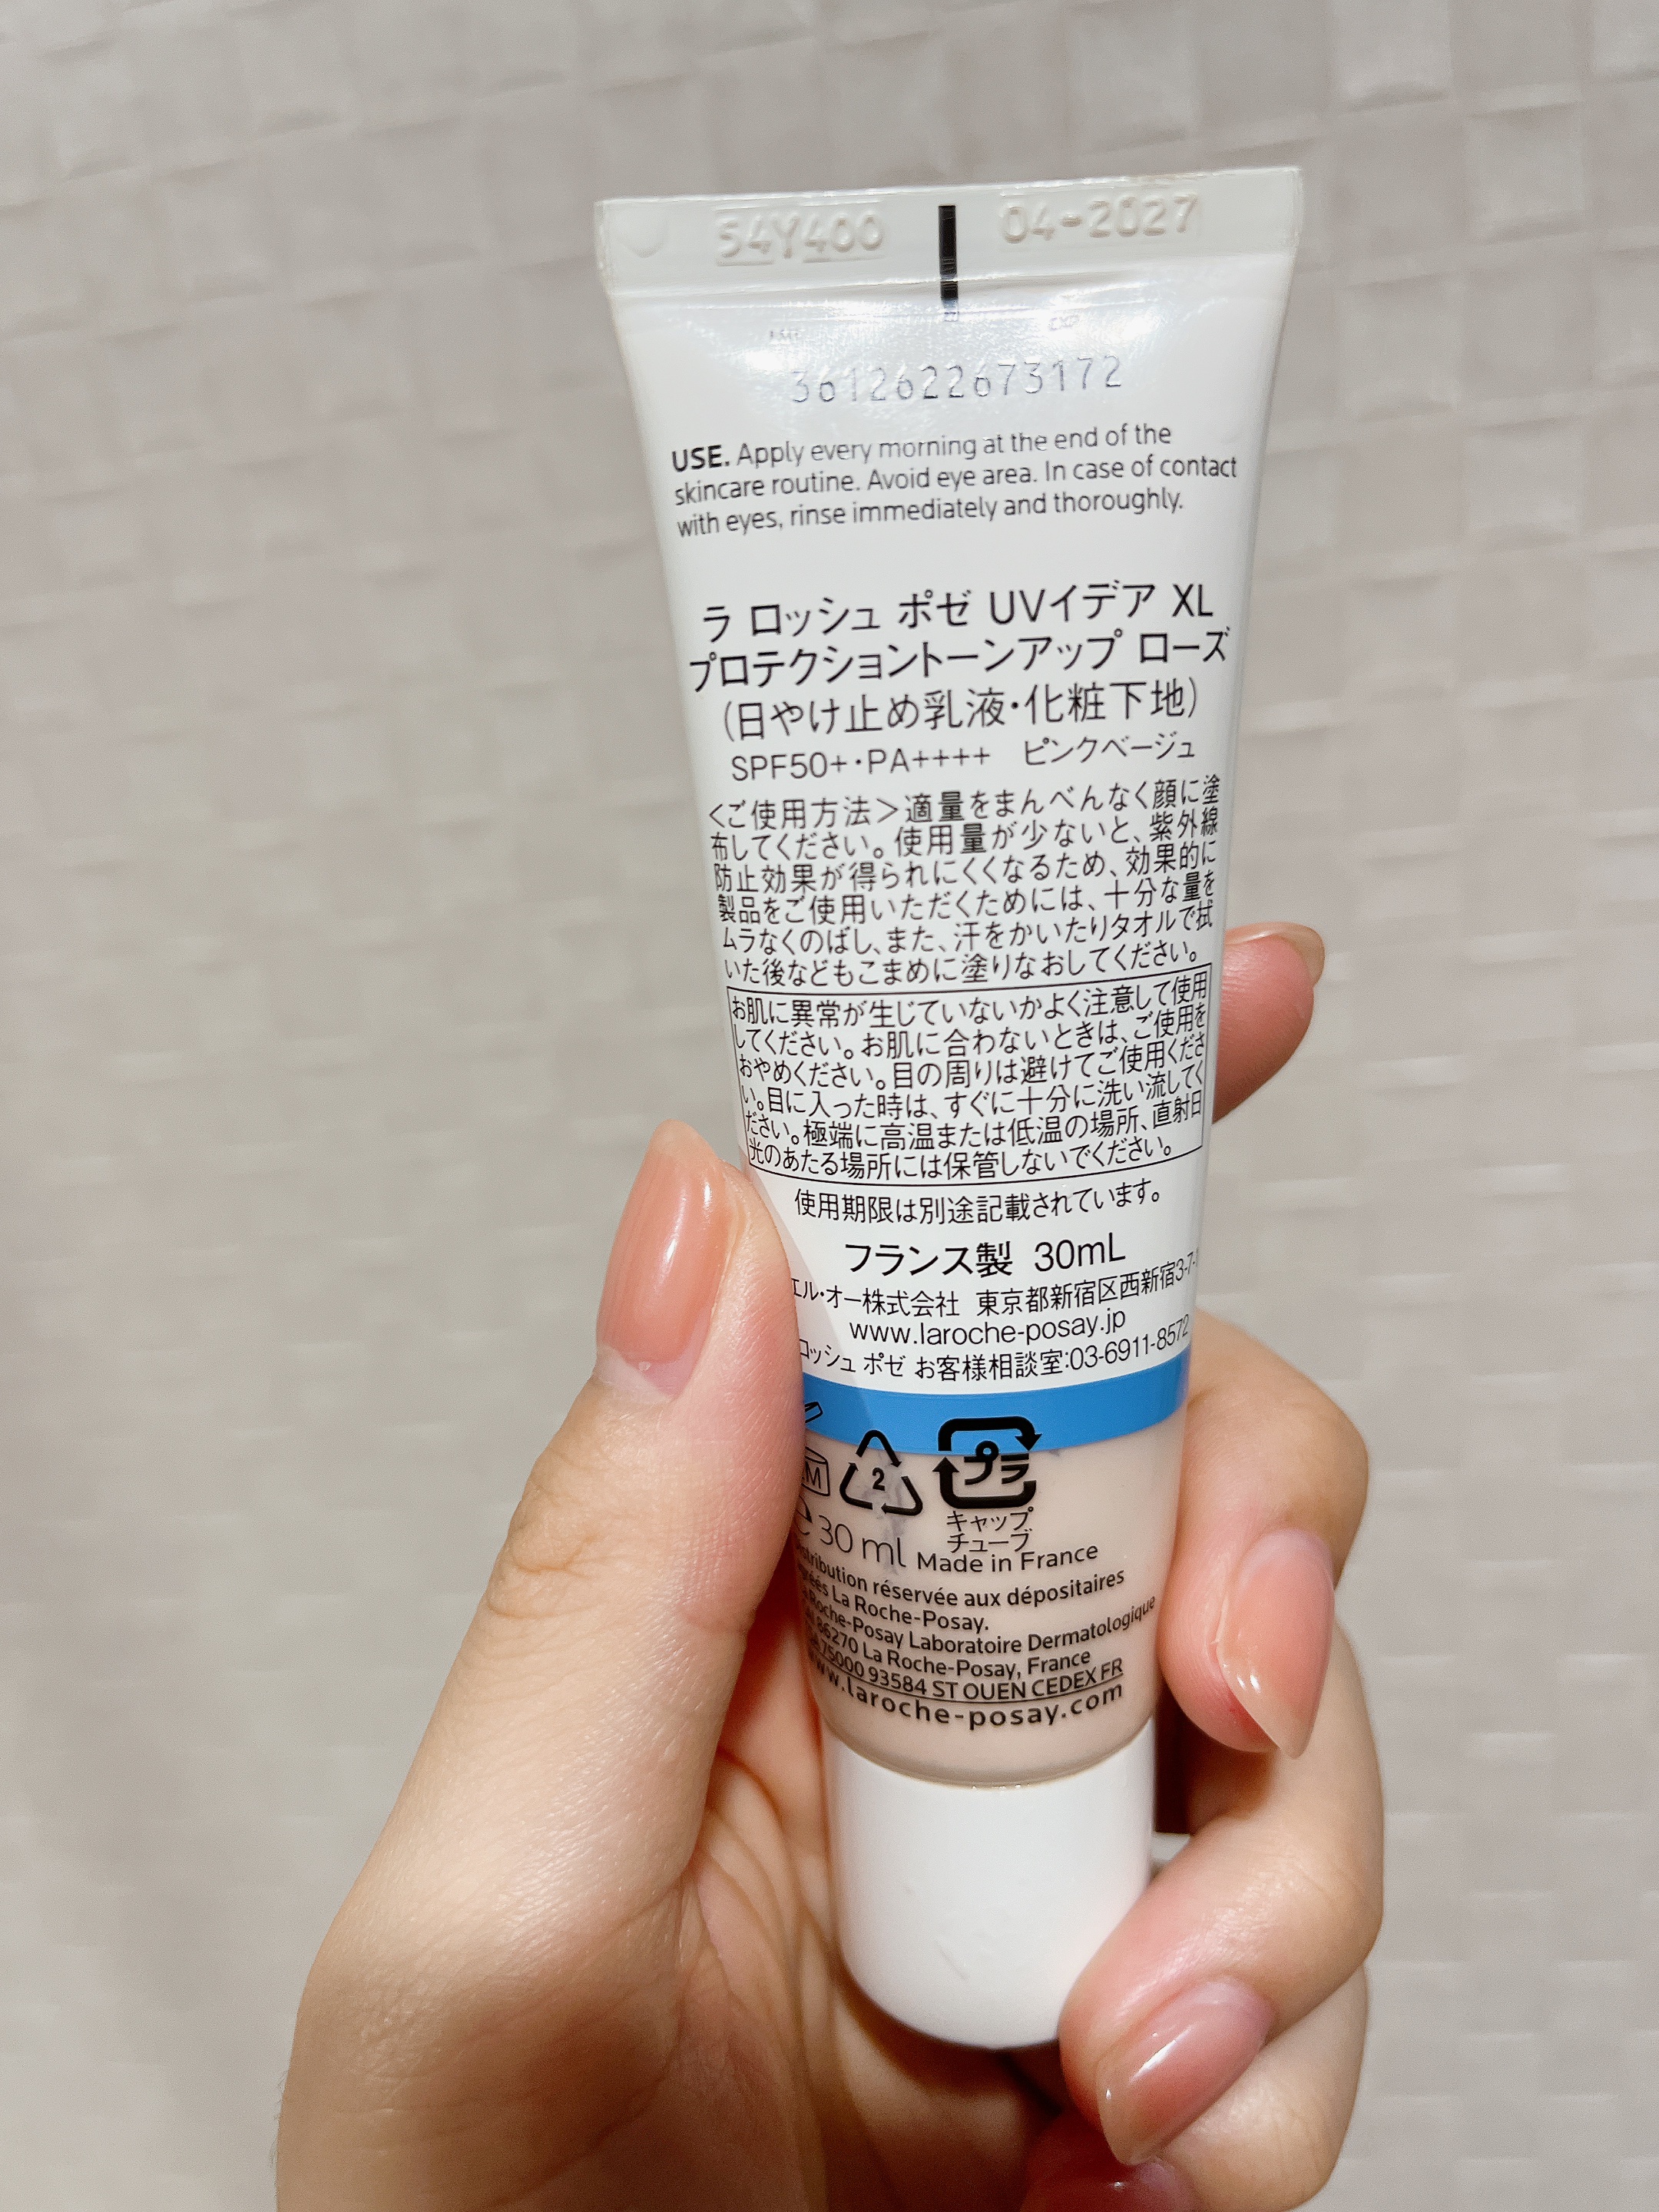 54Y400 04-2027
EXP
3612622673172
USE. Apply every morning at the end of the
skincare routine. Avoid eye area. In case of contact
with eyes, rinse immediately and thoroughly.
ラ ロッシュ ポゼ UVイデア XL
プロテクショントーンアップ ローズ
(日やけ止め乳液・化粧下地)
SPF50+・PA++++ ピンクベージュ
<ご使用方法>適量をまんべんなく顔に塗
布してください。使用量が少ないと、紫外線
防止効果が得られにくくなるため、効果的に
製品をご使用いただくためには、十分な量を
ムラなくのばし、また、汗をかいたりタオルで拭
いた後などもこまめに塗りなおしてください。
お肌に異常が生じていないかよく注意して使用
してください。お肌に合わないときは、ご使用を
おやめください。目の周りは避けてご使用くださ
い。目に入った時は、すぐに十分に洗い流してく
ださい。極端に高温または低温の場所、直射日
光のあたる場所には保管しないでください。
使用期限は別途記載されています。
フランス製 30mL
エル・オー株式会社 東京都新宿区西新宿3-7-
www.laroche-posay.jp
ロッシュ ポゼ お客様相談室:03-6911-8572
M 2 プラ
キャップ
チューブ
30 ml Made in France
réservée aux dépositaires
La Roche-Posay.
Roche-Posay Laboratoire Dermatologique
86270 La Roche-Posay, France
75000 93584 ST OUEN CEDEX FR
www.laroche-posay.com